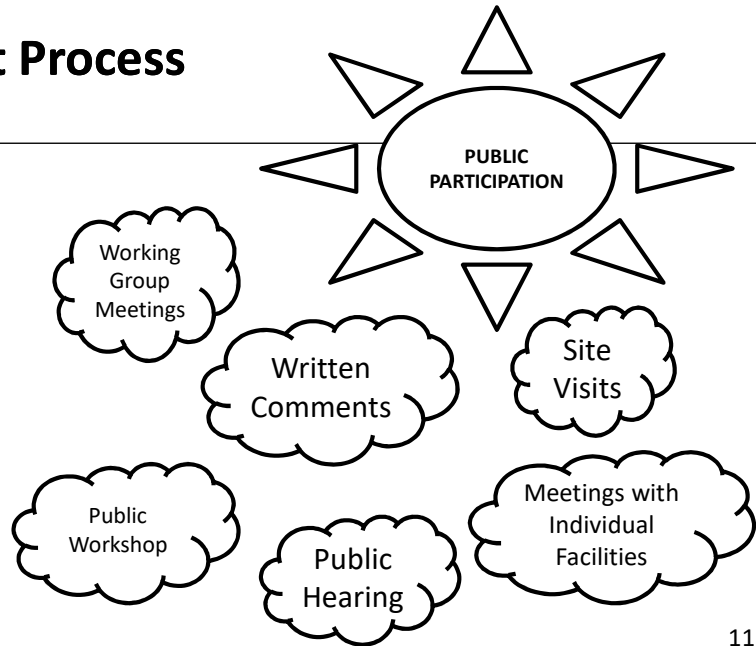 t Process
PUBLIC
PARTICIPATION
Working
Group
Meetings
Written
Comments
Site
Visits
Public
Workshop
Public
Hearing
Meetings with
Individual
Facilities
11